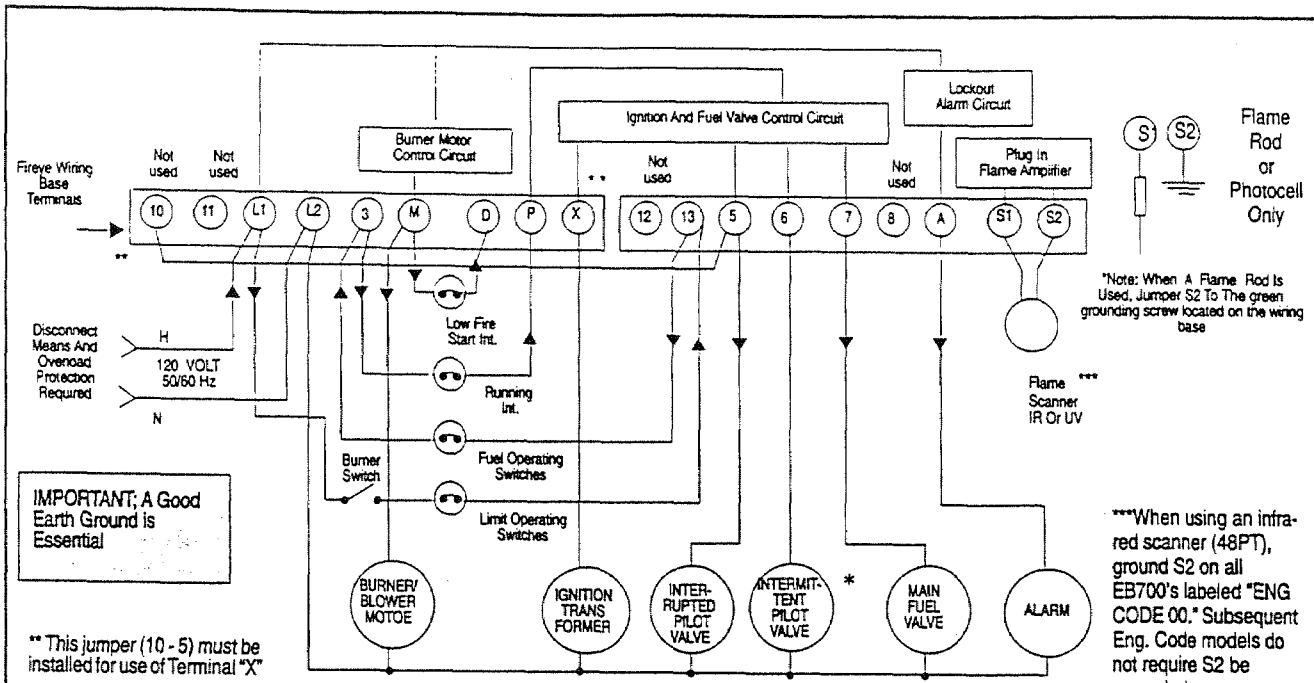 Lockout
Alarm Circuit
Ignition And Fuel Valve Control Circuit
Burner Motor
Control Circuit
Plug In
Flame Amplifier
S1
S2
Flame
Rod
or
Photocell
Only
Fireye Wiring
Base
Terminals
Not
used
Not
used
**
Not
used
Not
used
10
11
L1
L2
3
M
D
P
X
12
13
5
6
7
8
A
S1
S2
**
*Note: When A Flame Rod Is
Used, Jumper S2 To The green
grounding screw located on the wiring
base
Low Fire
Start Int.
Disconnect
Means And
Overload
Protection
Required
H
120 VOLT
50/60 Hz
N
Running
Int.
Flame ***
Scanner
IR Or UV
Burner
Switch
Fuel Operating
Switches
Limit Operating
Switches
IMPORTANT; A Good
Earth Ground is
Essential
BURNER/
BLOWER
MOTOE
IGNITION
TRANS
FORMER
INTER-
RUPTED
PILOT
VALVE
INTERMIT-
TENT
PILOT
VALVE
*
MAIN
FUEL
VALVE
ALARM
***When using an infra-
red scanner (48PT),
ground S2 on all
EB700's labeled "ENG
CODE 00." Subsequent
Eng. Code models do
not require S2 be
** This jumper (10 - 5) must be
installed for use of Terminal "X"